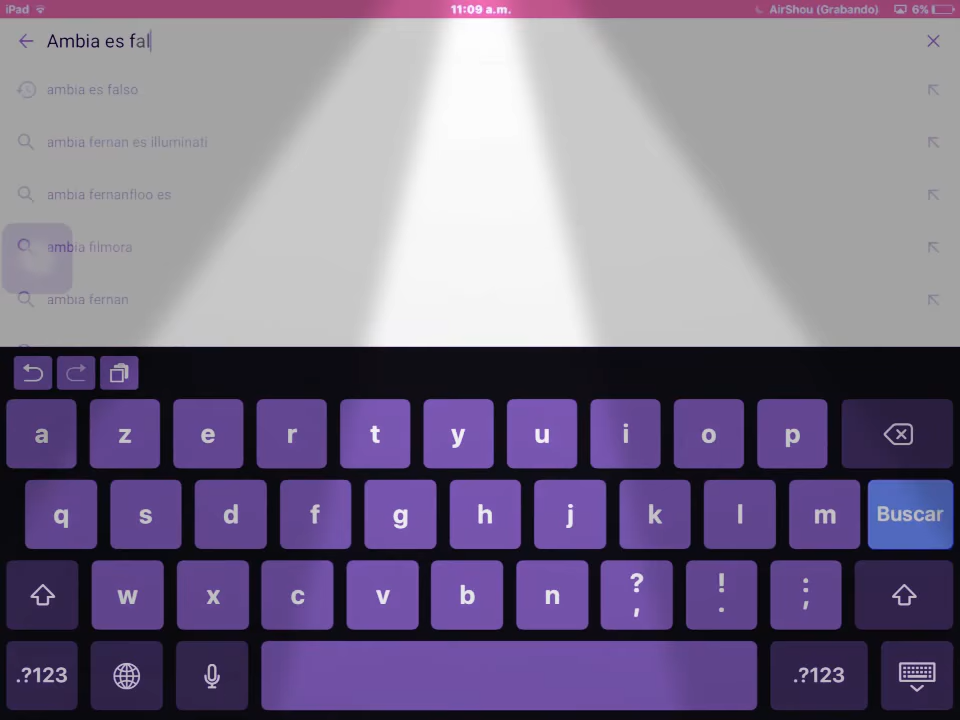 iPad 11:09 a.m. AirShou (Grabando) 6%
Ambia es fal
ambia es falso
ambia fernan es illuminati
ambia fernanfloo es
ambia filmora
ambia fernan
a z e r t y u i o p
q s d f g h j k l m Buscar
w x c v b n ? , ! . : ;
.?123 .?123